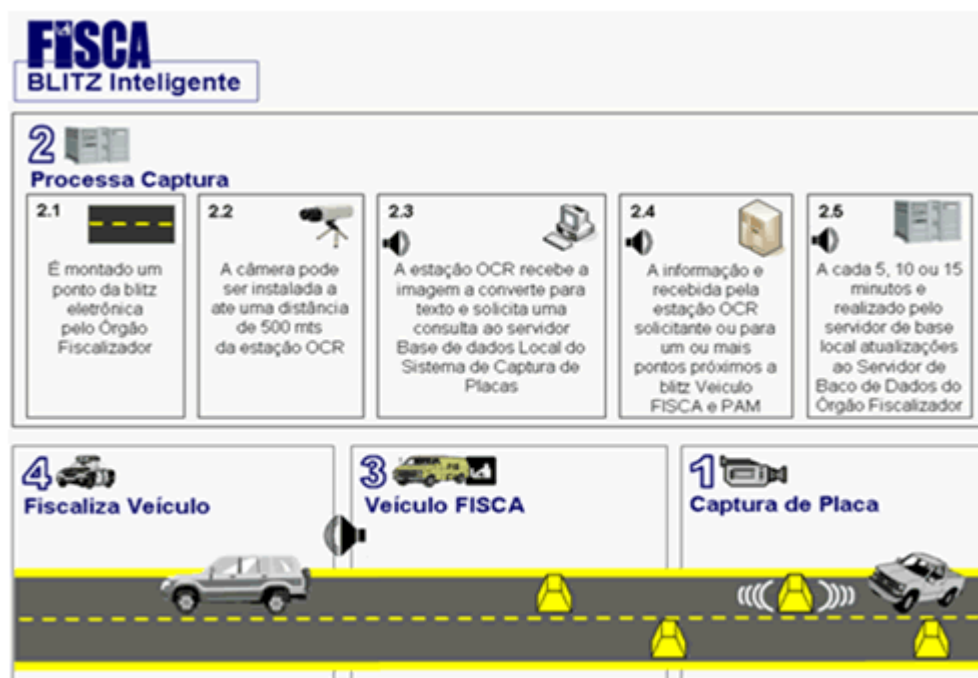 FISCA
BLITZ Inteligente
2
Processa Captura
2.1
É montado um
ponto da blitz
eletrônica
pelo Órgão
Fiscalizador
2.2
A câmera pode
ser instalada a
ate uma distância
de 500 mts
da estação OCR
2.3
A estação OCR recebe a
imagem a converte para
texto e solicita uma
consulta ao servidor
Base de dados Local do
Sistema de Captura de
Placas
2.4
A informação e
recebida pela
estação OCR
solicitante ou para
um ou mais
pontos próximos a
blitz Veiculo
FISCA e PAM
2.5
A cada 5, 10 ou 15
minutos e
realizado pelo
servidor de base
local atualizações
ao Servidor de
Baco de Dados do
Órgão Fiscalizador
4
Fiscaliza Veículo
3
Veículo FISCA
1
Captura de Placa